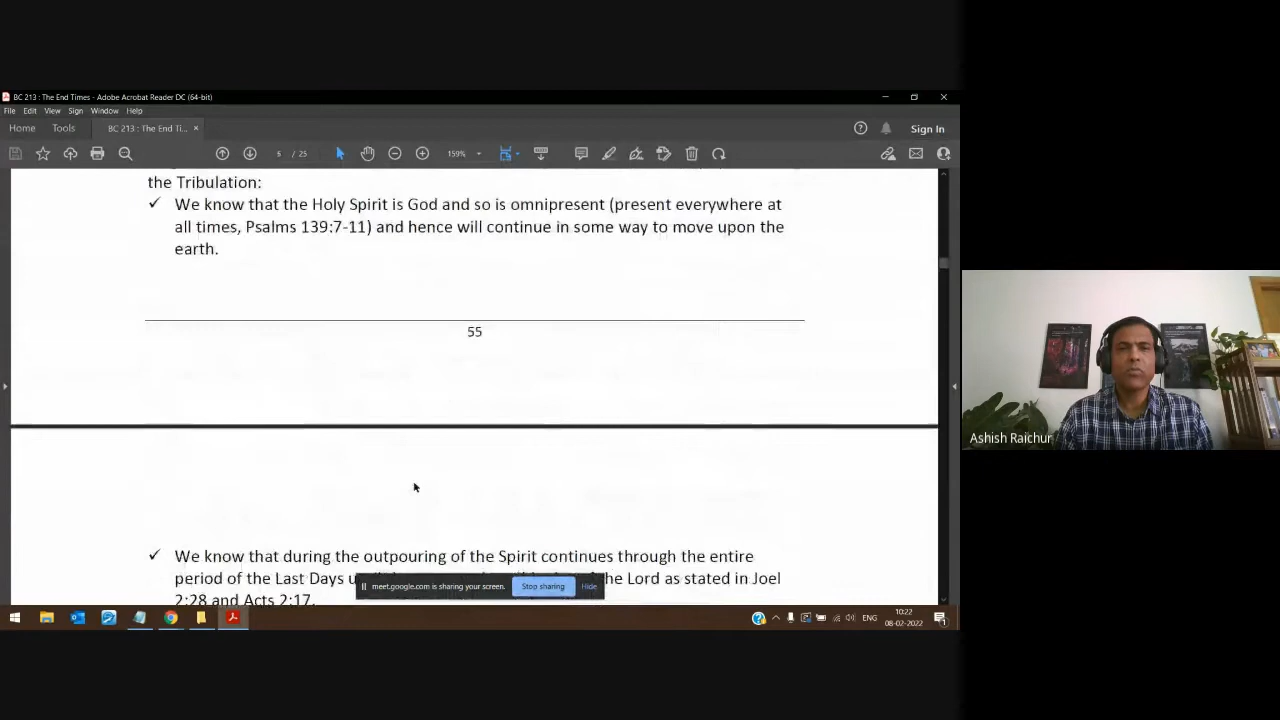 BC 213 : The End Times - Adobe Acrobat Reader DC (64-bit)
File Edit View Sign Window Help
Home Tools BC 213 : The End Ti... × Sign In
5 / 25 159%
the Tribulation:
✓ We know that the Holy Spirit is God and so is omnipresent (present everywhere at
all times, Psalms 139:7-11) and hence will continue in some way to move upon the
earth.
55
Ashish Raichur
✓ We know that during the outpouring of the Spirit continues through the entire
period of the Last Days the Lord as stated in Joel
2:28 and Acts 2:17.
meet.google.com is sharing your screen. Stop sharing Hide
ENG
10:22
08-02-2022